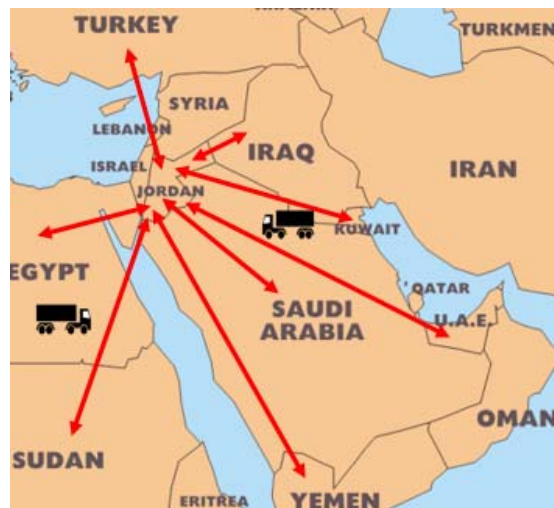 TURKEY
TURKMEN
SYRIA
LEBANON
IRAQ
IRAN
ISRAEL
JORDAN
KUWAIT
EGYPT
QATAR
SAUDI
ARABIA
U.A.E.
OMAN
SUDAN
ERITREA
YEMEN